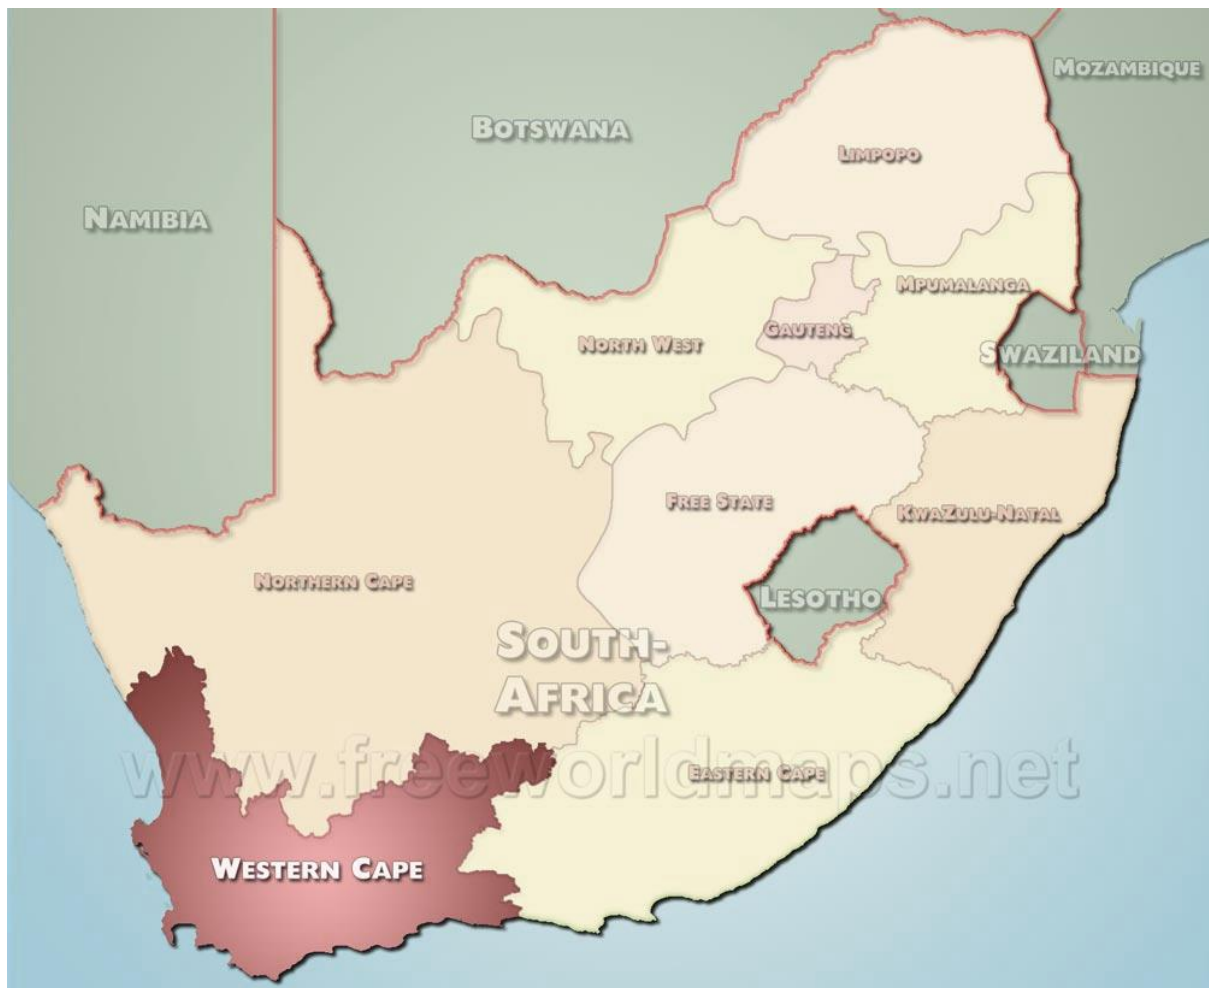 Mozambique
Botswana
Limpopo
Namibia
Mpumalanga
Gauteng
North West
Swaziland
Free State
KwaZulu-Natal
Northern Cape
Lesotho
South-
Africa
www.freeworldmaps.net
Eastern Cape
Western Cape